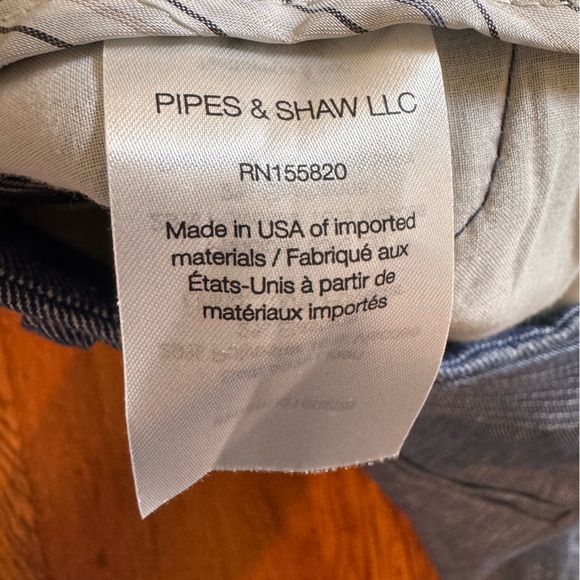 PIPES & SHAW LLC
RN155820
Made in USA of imported
materials / Fabriqué aux
États-Unis à partir de
matériaux importés